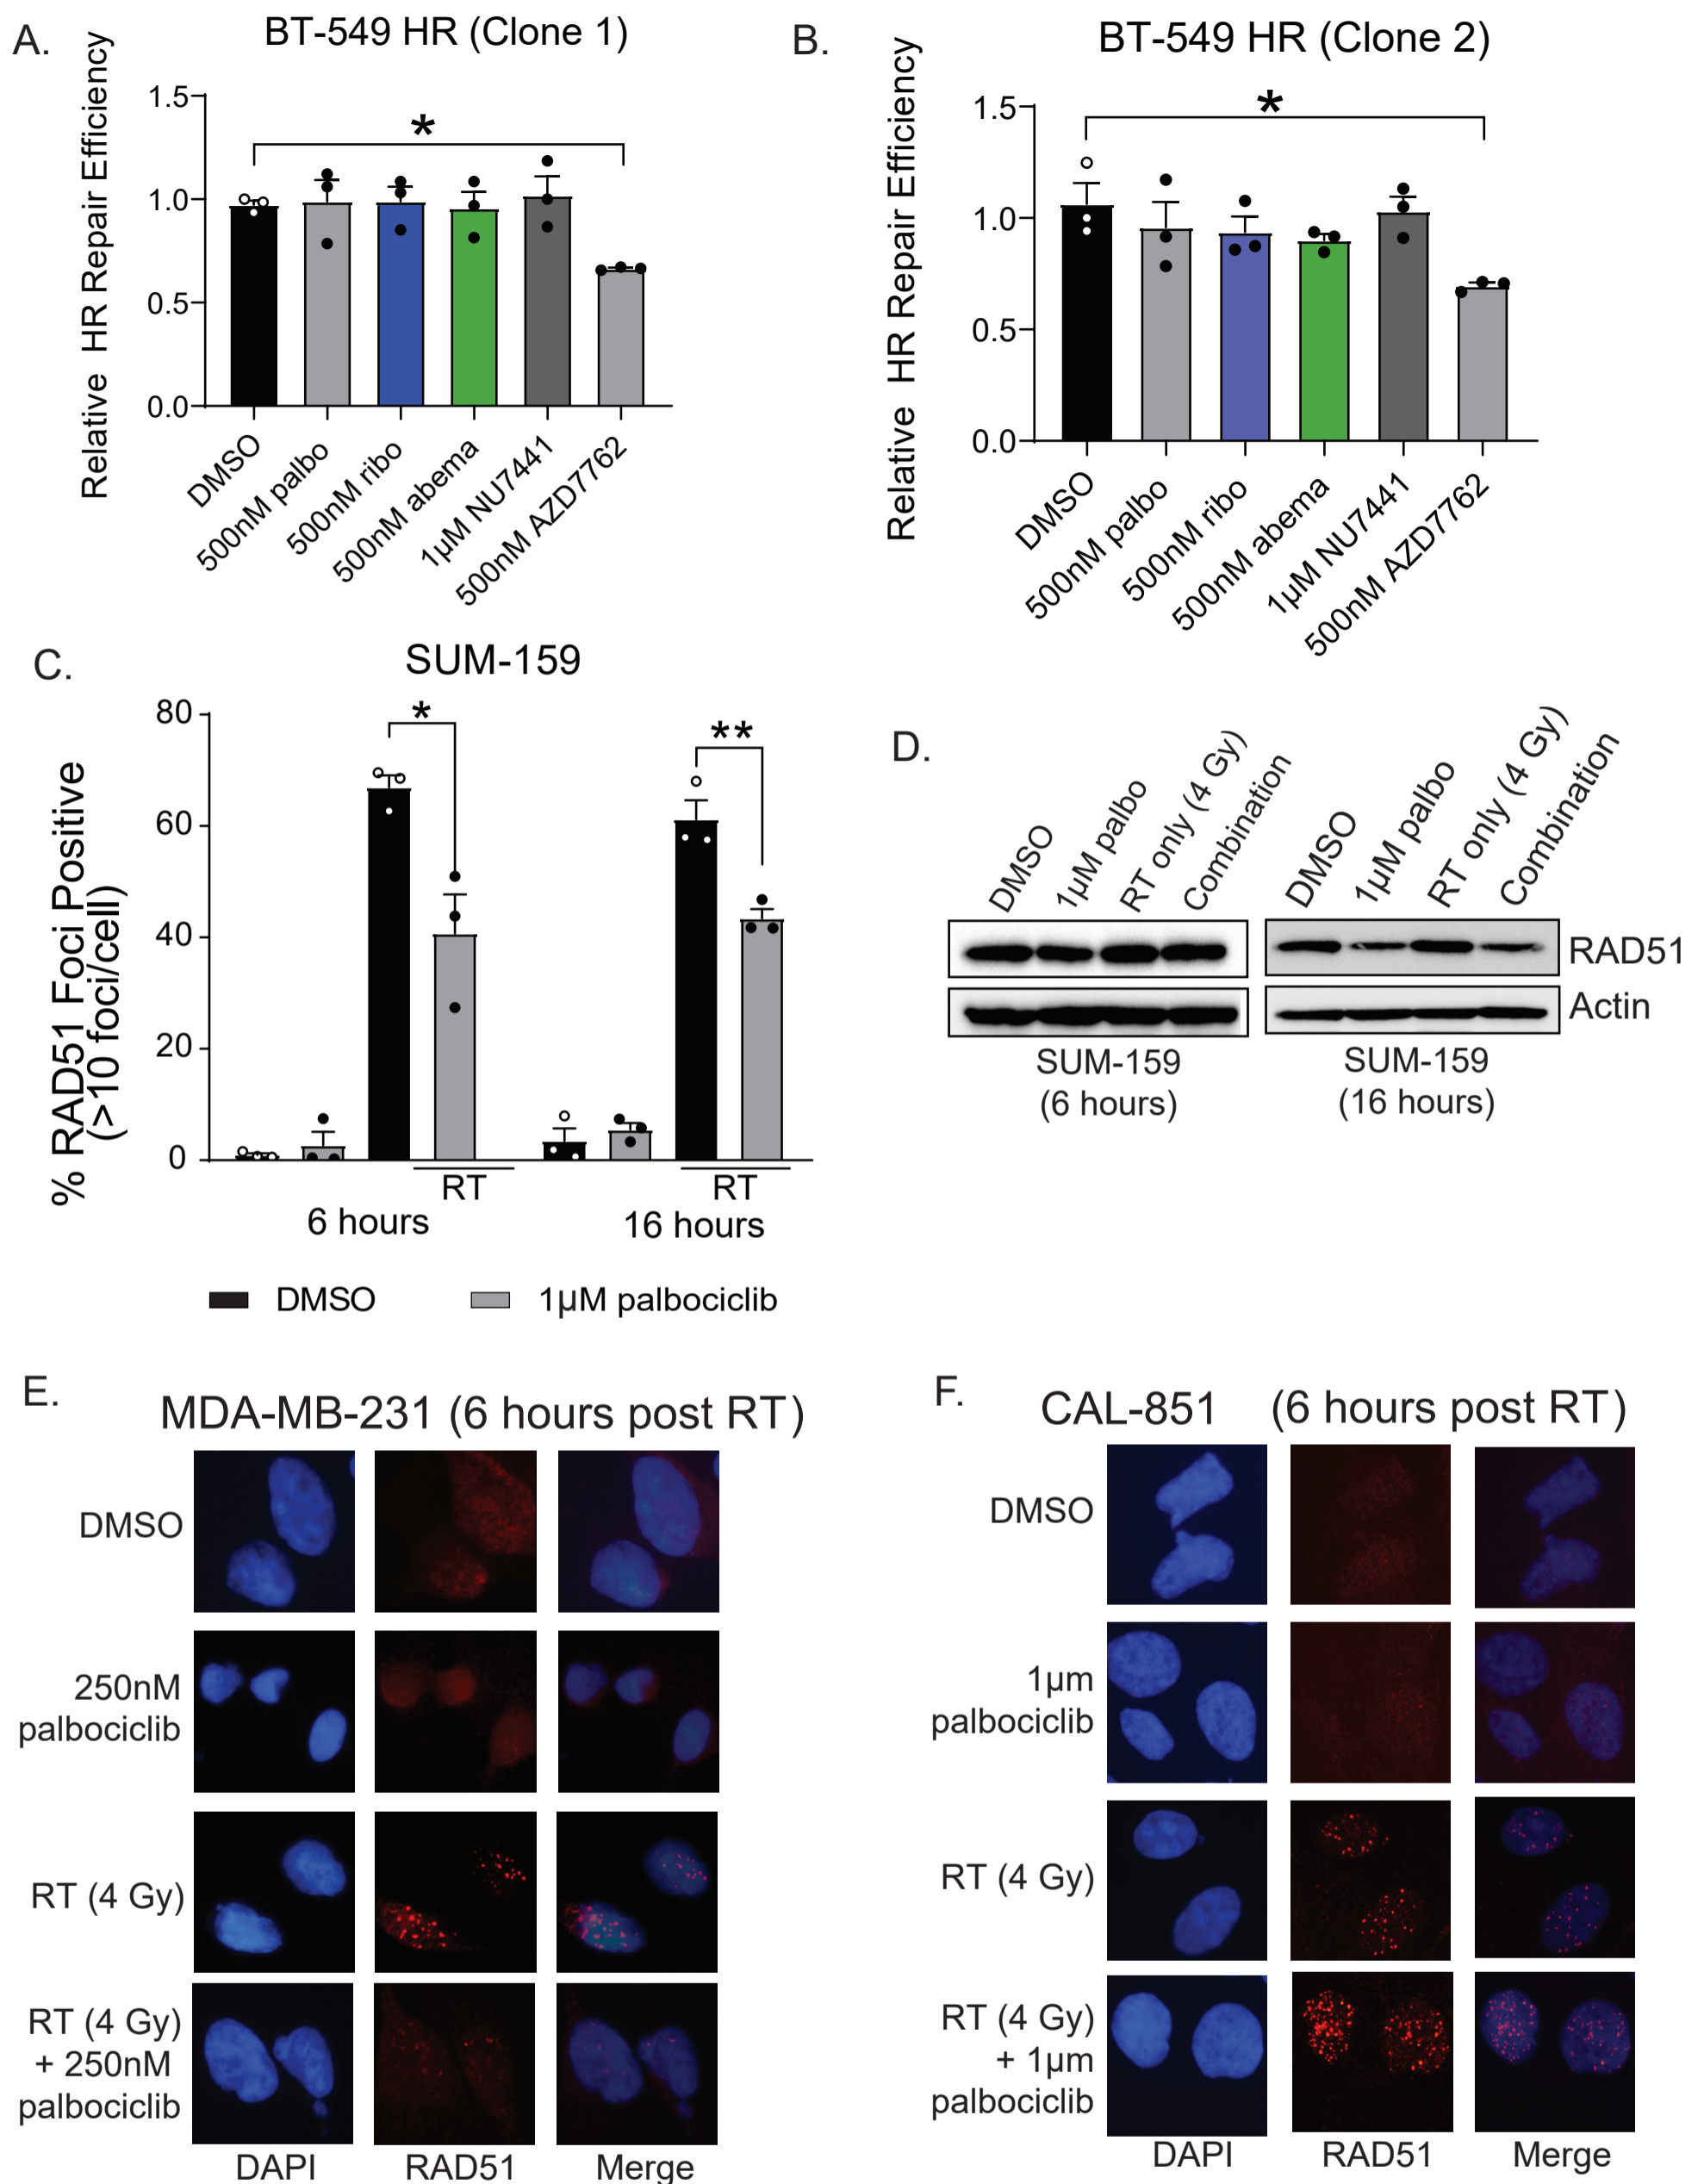 A.
BT-549 HR (Clone 1)
Relative HR Repair Efficiency
1.5
1.0
0.5
0.0
*
DMSO
500nM palbo
500nM ribo
500nM abema
1µM NU7441
500nM AZD7762
B.
BT-549 HR (Clone 2)
Relative HR Repair Efficiency
1.5
1.0
0.5
0.0
*
DMSO
500nM palbo
500nM ribo
500nM abema
1µM NU7441
500nM AZD7762
C.
SUM-159
% RAD51 Foci Positive
(>10 foci/cell)
80
60
40
20
0
*
**
RT
RT
6 hours
16 hours
DMSO
1µM palbociclib
D.
DMSO
1µM palbo
RT only (4 Gy)
Combination
DMSO
1µM palbo
RT only (4 Gy)
Combination
RAD51
Actin
SUM-159
(6 hours)
SUM-159
(16 hours)
E.
MDA-MB-231 (6 hours post RT)
DMSO
250nM
palbociclib
RT (4 Gy)
RT (4 Gy)
+ 250nM
palbociclib
DAPI
RAD51
Merge
F.
CAL-851 (6 hours post RT)
DMSO
1µm
palbociclib
RT (4 Gy)
RT (4 Gy)
+ 1µm
palbociclib
DAPI
RAD51
Merge